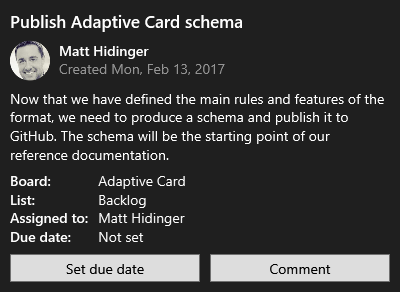 Publish Adaptive Card schema
Matt Hidinger
Created Mon, Feb 13, 2017
Now that we have defined the main rules and features of the
format, we need to produce a schema and publish it to
GitHub. The schema will be the starting point of our
reference documentation.
Board: Adaptive Card
List: Backlog
Assigned to: Matt Hidinger
Due date: Not set
Set due date Comment